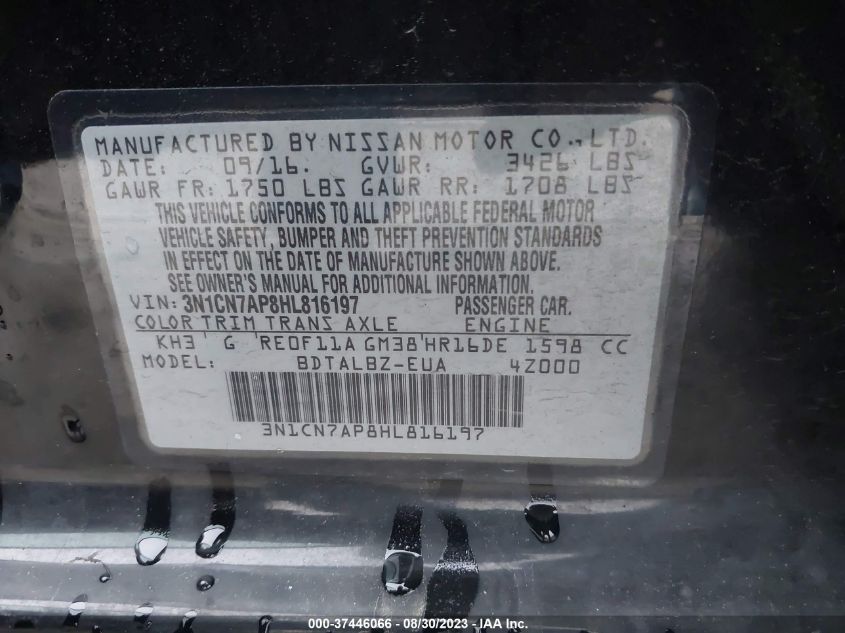 MANUFACTURED BY NISSAN MOTOR CO.,LTD.
DATE: 09/16. GVWR: 3426 LBS
GAWR FR: 1750 LBS GAWR RR: 1708 LBS
THIS VEHICLE CONFORMS TO ALL APPLICABLE FEDERAL MOTOR
VEHICLE SAFETY, BUMPER AND THEFT PREVENTION STANDARDS
IN EFFECT ON THE DATE OF MANUFACTURE SHOWN ABOVE.
SEE OWNER'S MANUAL FOR ADDITIONAL INFORMATION.
VIN: 3N1CN7AP8HL816197 PASSENGER CAR.
COLOR TRIM TRANS AXLE ENGINE
KH3 G RE0F11A GM38 HR16DE 1598 CC
MODEL: BDTALBZ-EUA 4Z000
3N1CN7AP8HL816197
000-37446066 - 08/30/2023 - IAA Inc.